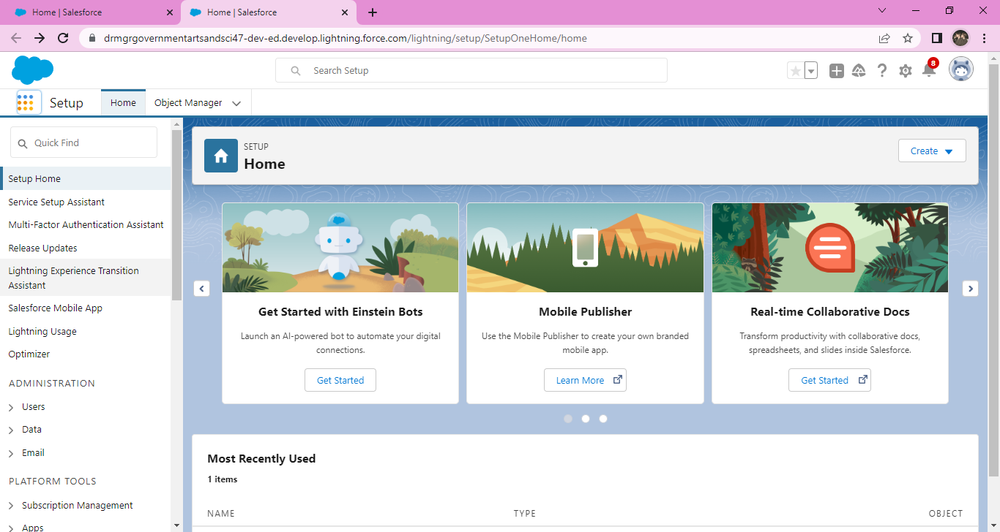 Home | Salesforce
Home | Salesforce
drmgrgovernmentartsandsci47-dev-ed.develop.lightning.force.com/lightning/setup/SetupOneHome/home
Search Setup
8
Setup
Home
Object Manager
Quick Find
Setup Home
Service Setup Assistant
Multi-Factor Authentication Assistant
Release Updates
Lightning Experience Transition
Assistant
Salesforce Mobile App
Lightning Usage
Optimizer
ADMINISTRATION
Users
Data
Email
PLATFORM TOOLS
Subscription Management
Apps
SETUP
Home
Create
Get Started with Einstein Bots
Launch an AI-powered bot to automate your digital
connections.
Get Started
Mobile Publisher
Use the Mobile Publisher to create your own branded
mobile app.
Learn More
Real-time Collaborative Docs
Transform productivity with collaborative docs,
spreadsheets, and slides inside Salesforce.
Get Started
Most Recently Used
1 items
NAME
TYPE
OBJECT